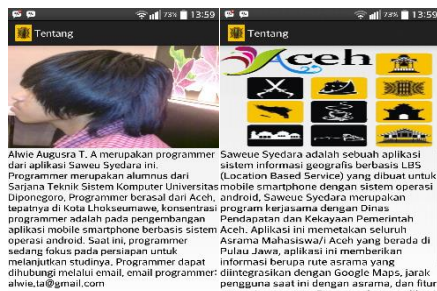 73% 13:59
Tentang
Alwie Augusra T. A merupakan programmer
dari aplikasi Saweu Syedara ini.
Programmer merupakan alumnus dari
Sarjana Teknik Sistem Komputer Universitas
Diponegoro, Programmer berasal dari Aceh,
tepatnya di Kota Lhokseumawe, konsentrasi
programmer adalah pada pengembangan
aplikasi mobile smartphone berbasis sistem
operasi android. Saat ini, programmer
sedang fokus pada persiapan untuk
melanjutkan studinya, Programmer dapat
dihubungi melalui email, email programmer:
alwie,ta@gmail.com
73% 13:59
Tentang
Aceh
Saweue Syedara adalah sebuah aplikasi
sistem informasi geografis berbasis LBS
(Location Based Service) yang dibuat untuk
mobile smartphone dengan sistem operasi
android, Saweue Syedara merupakan
program kerjasama dengan Dinas
Pendapatan dan Kekayaan Pemerintah
Aceh. Aplikasi ini memetakan seluruh
Asrama Mahasiswa/i Aceh yang berada di
Pulau Jawa, aplikasi ini memberikan
informasi berupa rute asrama yang
diintegrasikan dengan Google Maps, jarak
pengguna saat ini dengan asrama, dan fitur